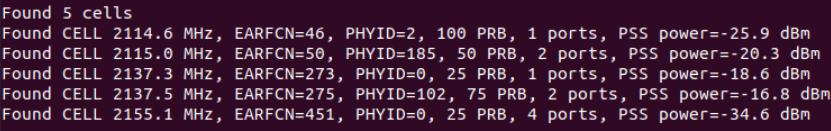 Found 5 cells
Found CELL 2114.6 MHz, EARFCN=46, PHYID=2, 100 PRB, 1 ports, PSS power=-25.9 dBm
Found CELL 2115.0 MHz, EARFCN=50, PHYID=185, 50 PRB, 2 ports, PSS power=-20.3 dBm
Found CELL 2137.3 MHz, EARFCN=273, PHYID=0, 25 PRB, 1 ports, PSS power=-18.6 dBm
Found CELL 2137.5 MHz, EARFCN=275, PHYID=102, 75 PRB, 2 ports, PSS power=-16.8 dBm
Found CELL 2155.1 MHz, EARFCN=451, PHYID=0, 25 PRB, 4 ports, PSS power=-34.6 dBm